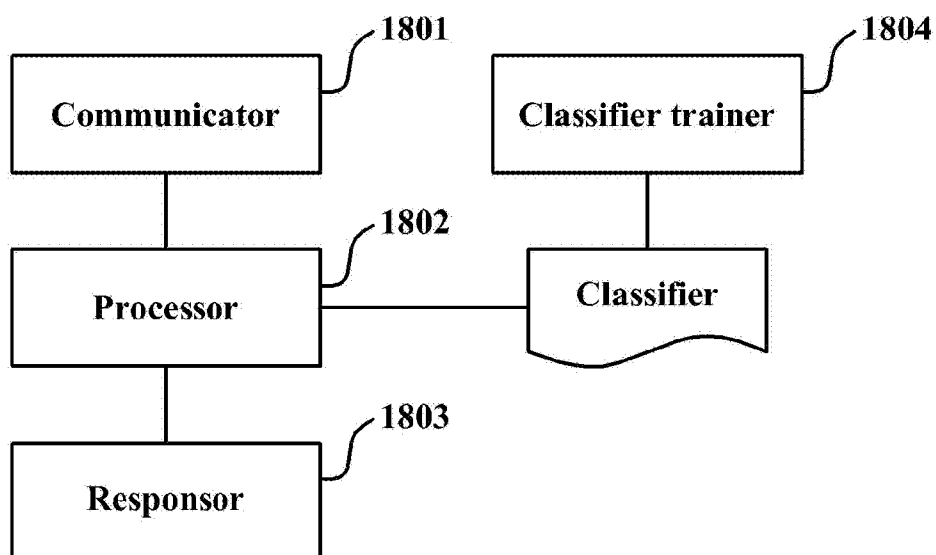 1801
Communicator
1804
Classifier trainer
1802
Processor
Classifier
1803
Responsor